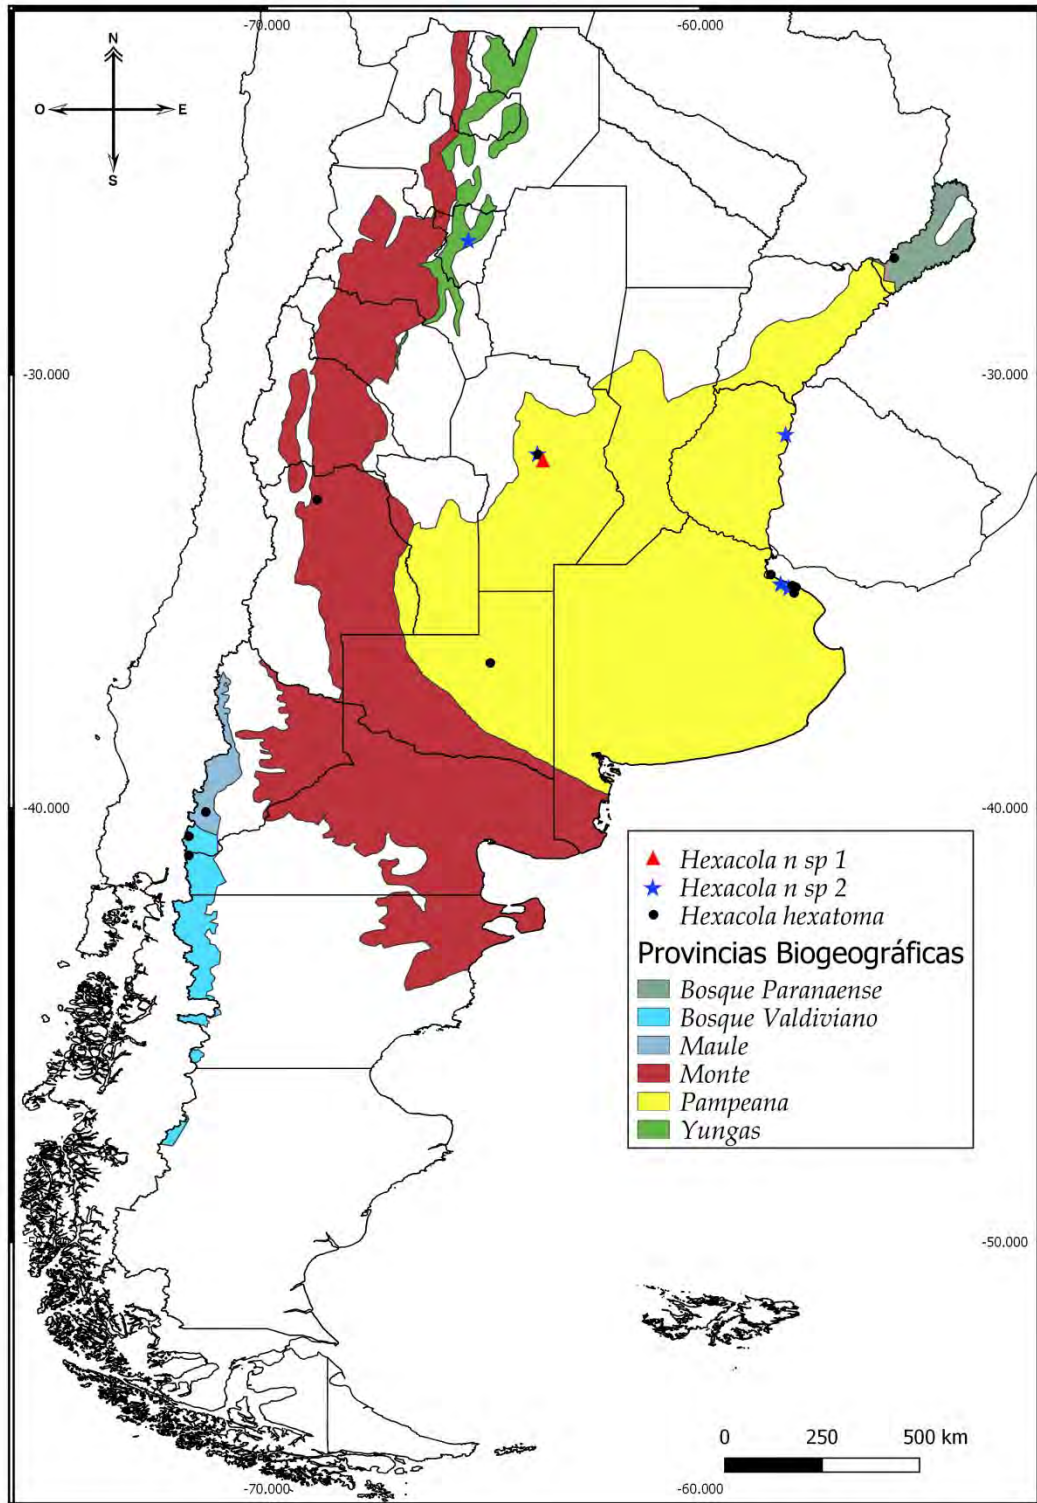 -70.000
-60.000
N
O
E
S
-30.000
-30.000
-40.000
-40.000
Hexacola n sp 1
Hexacola n sp 2
Hexacola hexatoma
Provincias Biogeográficas
Bosque Paranaense
Bosque Valdiviano
Maule
Monte
Pampeana
Yungas
-50.000
0
250
500 km
-70.000
-60.000